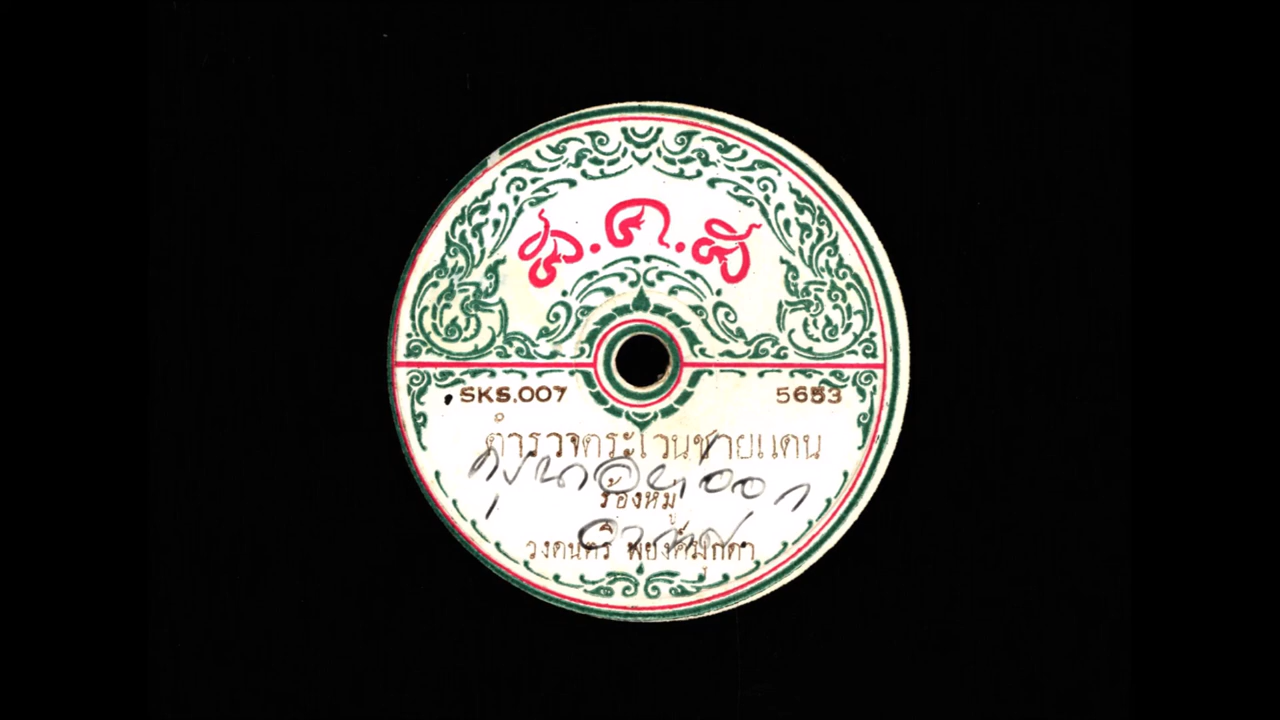 ส.ค.ส
SKS.007 5653
ตำรวจตระเวนชายแดน
ร้องหมู่
วงดนตรี พยงค์มุกดา